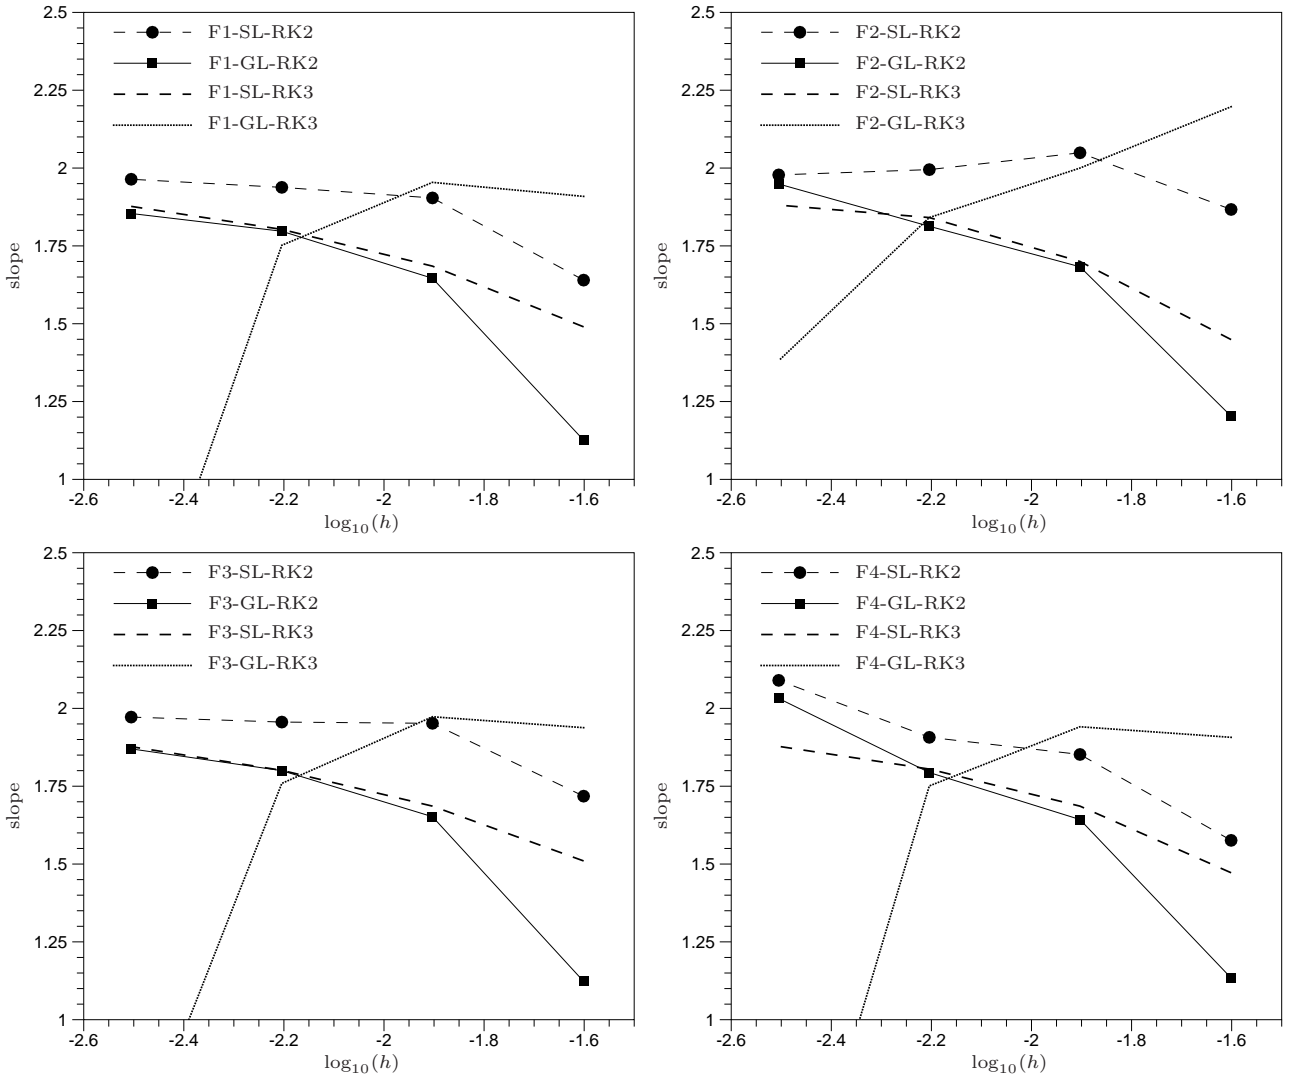 2.5
F1-SL-RK2
F1-GL-RK2
F1-SL-RK3
F1-GL-RK3
2.25
2
1.75
1.5
1.25
1
slope
-2.6 -2.4 -2.2 -2 -1.8 -1.6
log10(h)
2.5
F2-SL-RK2
F2-GL-RK2
F2-SL-RK3
F2-GL-RK3
2.25
2
1.75
1.5
1.25
1
slope
-2.6 -2.4 -2.2 -2 -1.8 -1.6
log10(h)
2.5
F3-SL-RK2
F3-GL-RK2
F3-SL-RK3
F3-GL-RK3
2.25
2
1.75
1.5
1.25
1
slope
-2.6 -2.4 -2.2 -2 -1.8 -1.6
log10(h)
2.5
F4-SL-RK2
F4-GL-RK2
F4-SL-RK3
F4-GL-RK3
2.25
2
1.75
1.5
1.25
1
slope
-2.6 -2.4 -2.2 -2 -1.8 -1.6
log10(h)